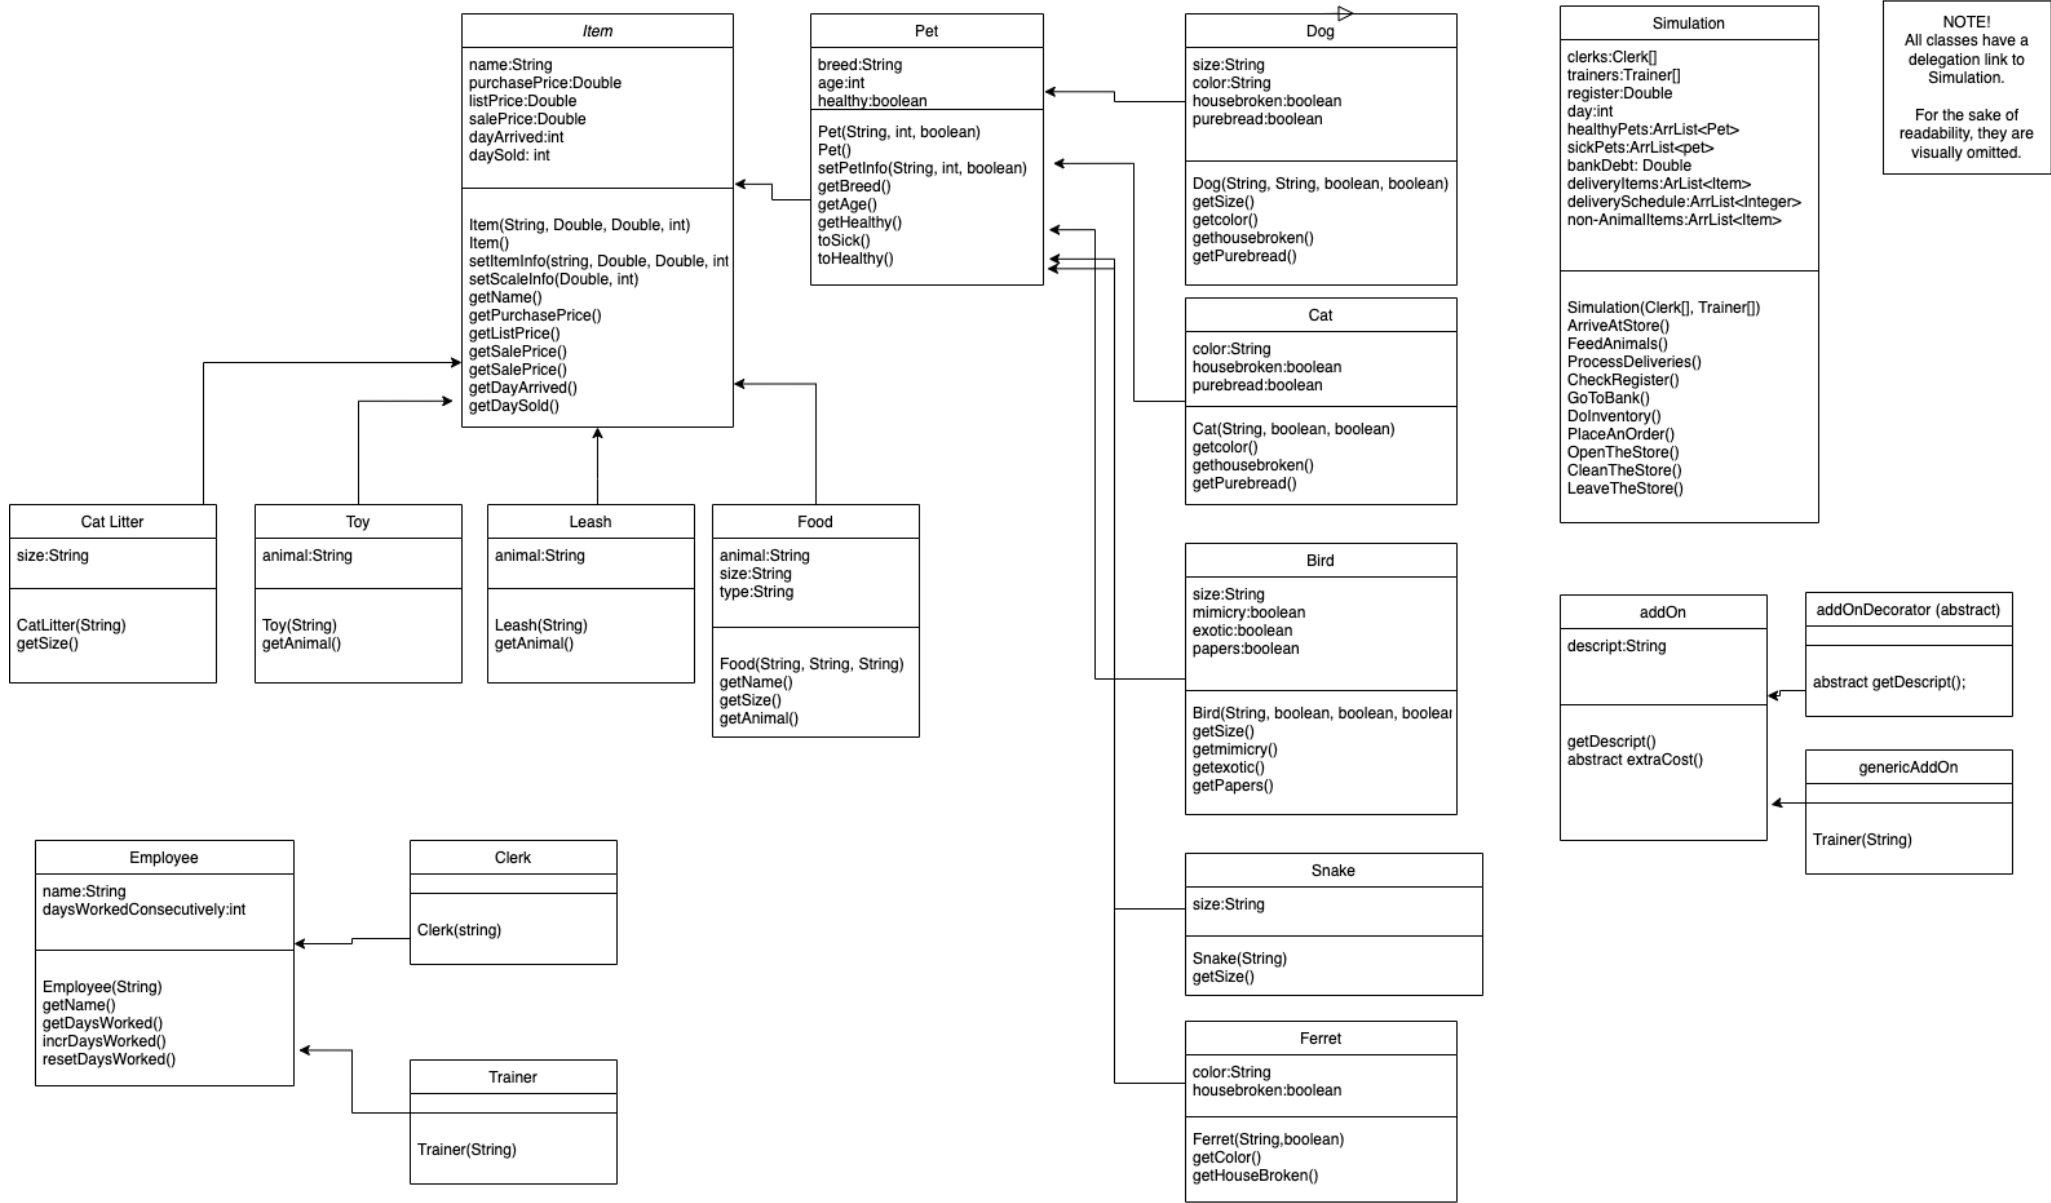 Item
name:String
purchasePrice:Double
listPrice:Double
salePrice:Double
dayArrived:int
daySold: int
Item(String, Double, Double, int)
Item()
setItemInfo(string, Double, Double, int
setScaleInfo(Double, int)
getName()
getPurchasePrice()
getListPrice()
getSalePrice()
getSalePrice()
getDayArrived()
getDaySold()
Pet
breed:String
age:int
healthy:boolean
Pet(String, int, boolean)
Pet()
setPetInfo(String, int, boolean)
getBreed()
getAge()
getHealthy()
toSick()
toHealthy()
Dog
size:String
color:String
housebroken:boolean
purebread:boolean
Dog(String, String, boolean, boolean)
getSize()
getcolor()
gethousebroken()
getPurebread()
Simulation
clerks:Clerk[]
trainers:Trainer[]
register:Double
day:int
healthyPets:ArrList<Pet>
sickPets:ArrList<pet>
bankDebt: Double
deliveryItems:ArList<Item>
deliverySchedule:ArrList<Integer>
non-AnimalItems:ArrList<Item>
Simulation(Clerk[], Trainer[])
ArriveAtStore()
FeedAnimals()
ProcessDeliveries()
CheckRegister()
GoToBank()
DoInventory()
PlaceAnOrder()
OpenTheStore()
CleanTheStore()
LeaveTheStore()
NOTE!
All classes have a
delegation link to
Simulation.
For the sake of
readability, they are
visually omitted.
Cat
color:String
housebroken:boolean
purebread:boolean
Cat(String, boolean, boolean)
getcolor()
gethousebroken()
getPurebread()
Cat Litter
size:String
CatLitter(String)
getSize()
Toy
animal:String
Toy(String)
getAnimal()
Leash
animal:String
Leash(String)
getAnimal()
Food
animal:String
size:String
type:String
Food(String, String, String)
getName()
getSize()
getAnimal()
Bird
size:String
mimicry:boolean
exotic:boolean
papers:boolean
Bird(String, boolean, boolean, boolear
getSize()
getmimicry()
getexotic()
getPapers()
addOn
descript:String
getDescript()
abstract extraCost()
addOnDecorator (abstract)
abstract getDescript();
genericAddOn
Trainer(String)
Employee
name:String
daysWorkedConsecutively:int
Employee(String)
getName()
getDaysWorked()
incrDaysWorked()
resetDaysWorked()
Clerk
Clerk(string)
Trainer
Trainer(String)
Snake
size:String
Snake(String)
getSize()
Ferret
color:String
housebroken:boolean
Ferret(String,boolean)
getColor()
getHouseBroken()